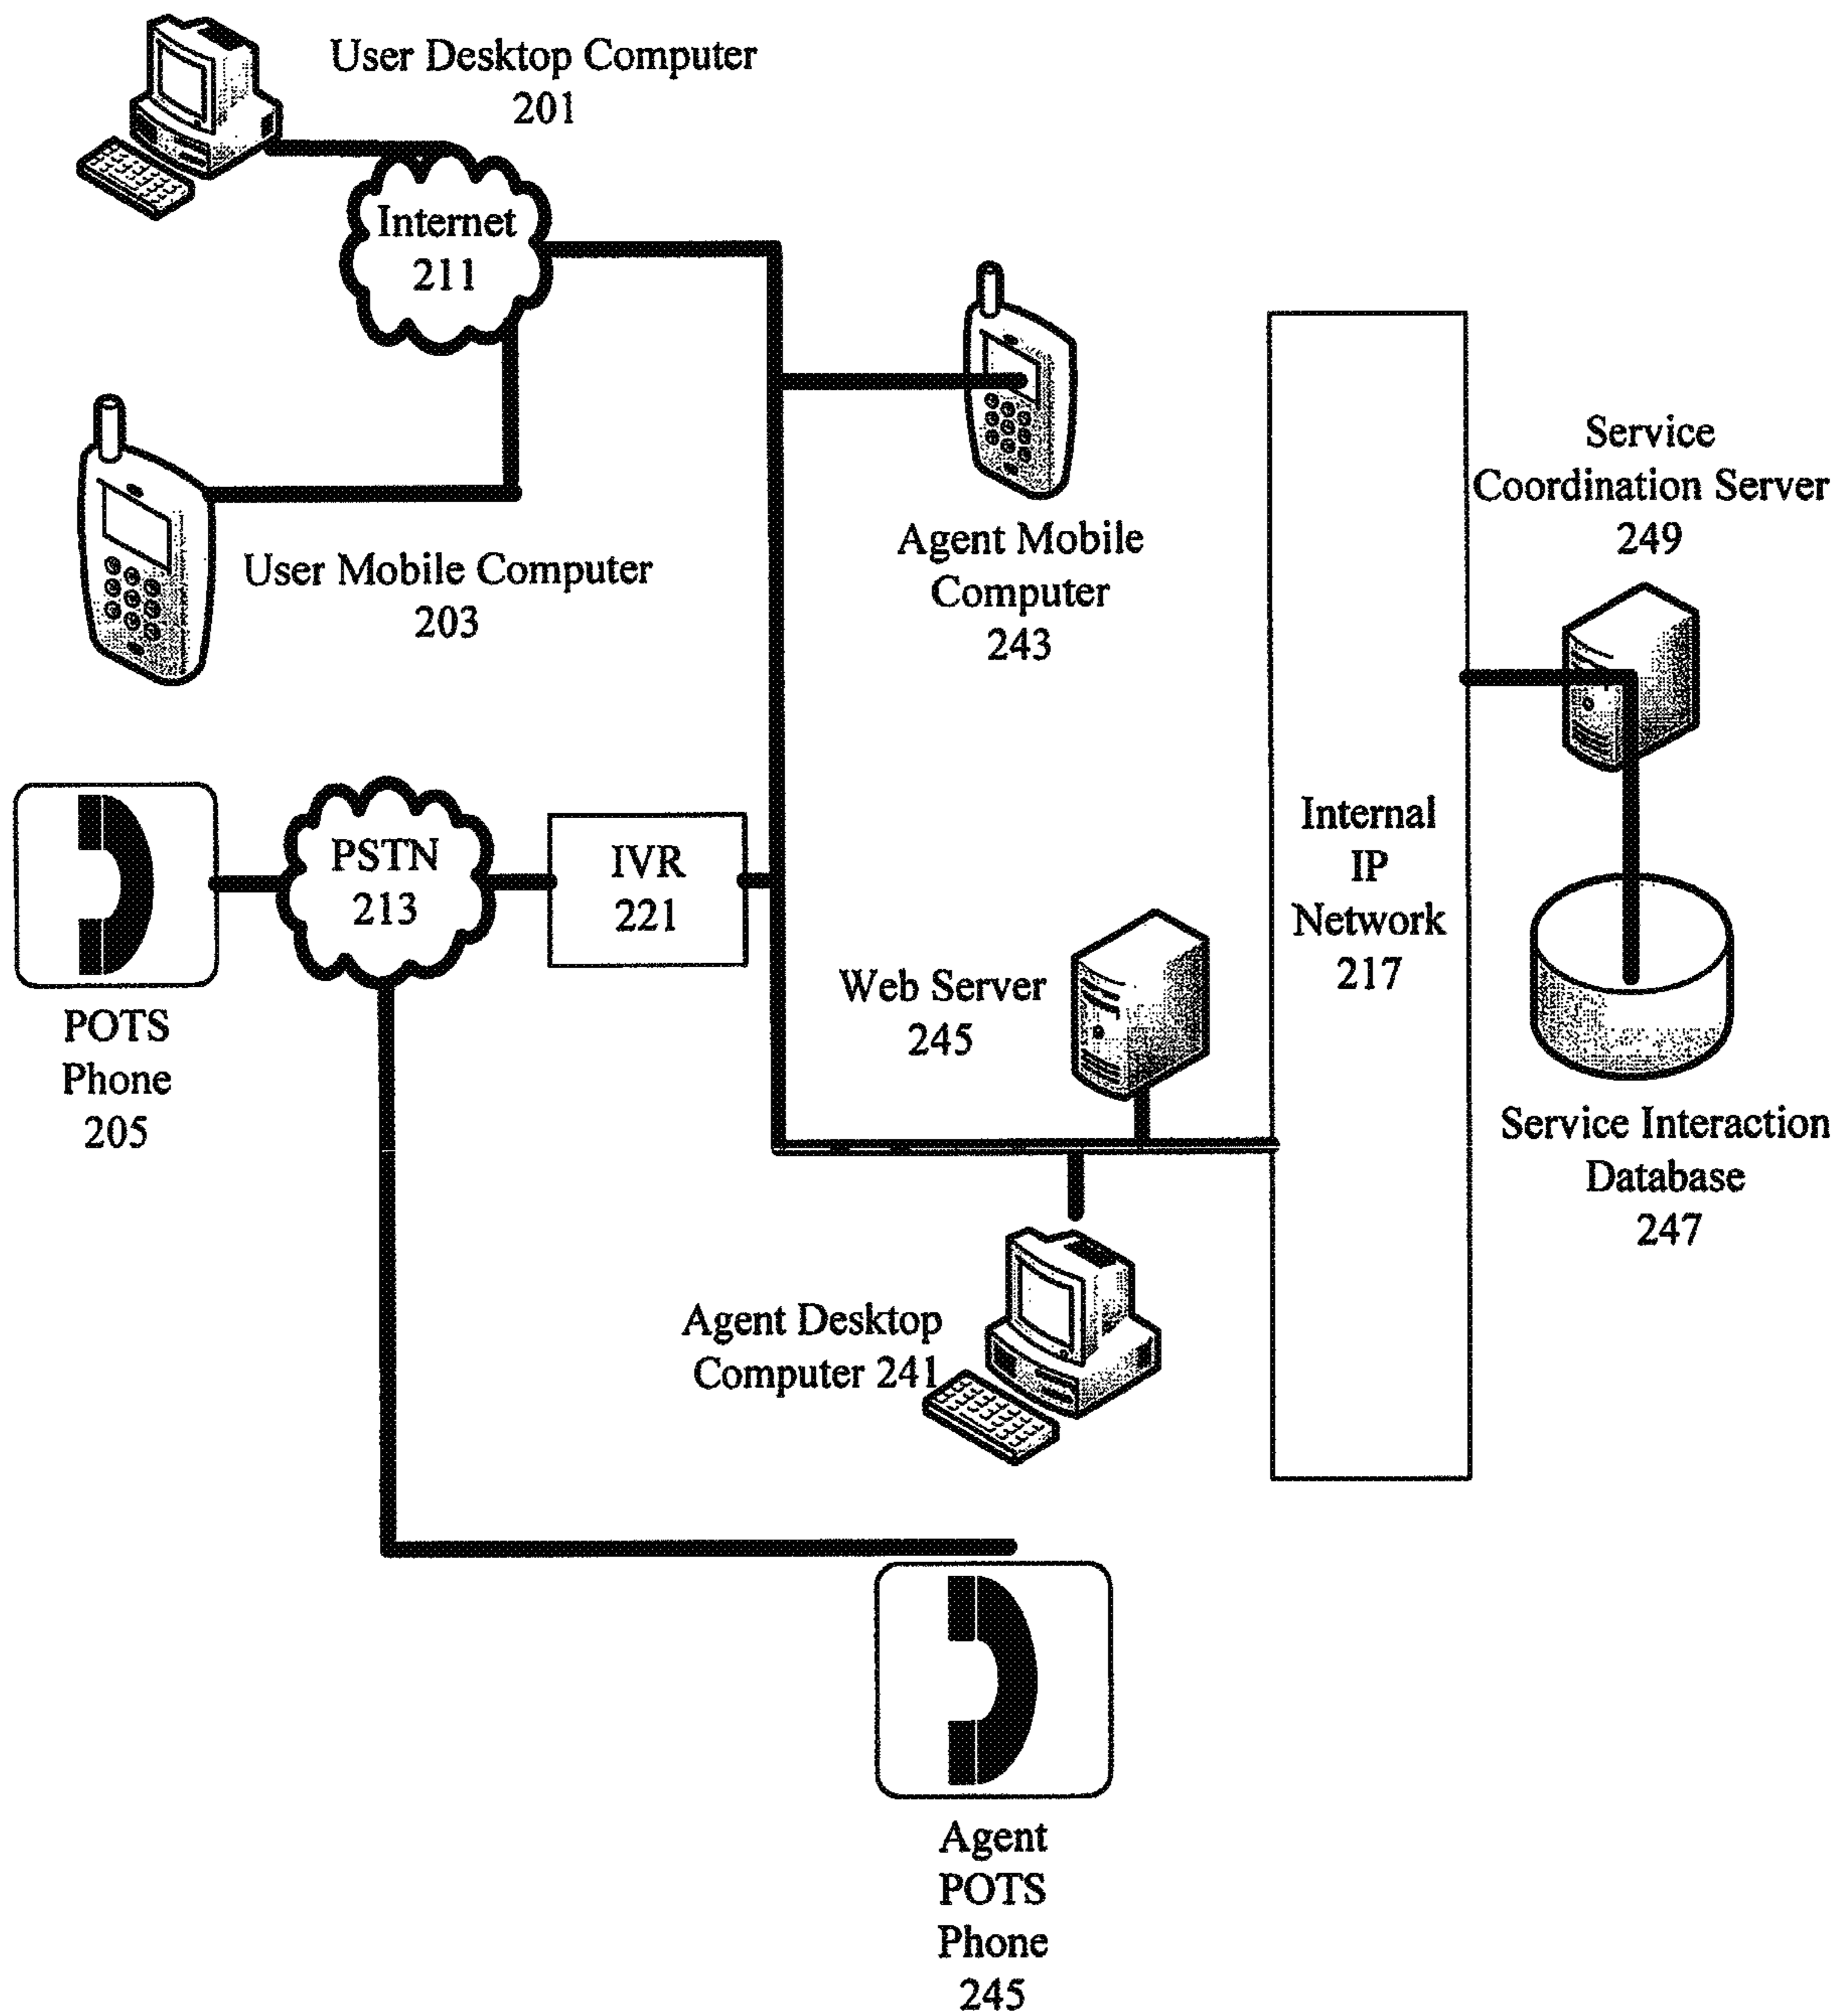 User Desktop Computer
201
Internet
211
User Mobile Computer
203
Agent Mobile
Computer
243
Service
Coordination Server
249
POTS
Phone
205
PSTN
213
IVR
221
Internal
IP
Network
217
Web Server
245
Service Interaction
Database
247
Agent Desktop
Computer 241
Agent
POTS
Phone
245